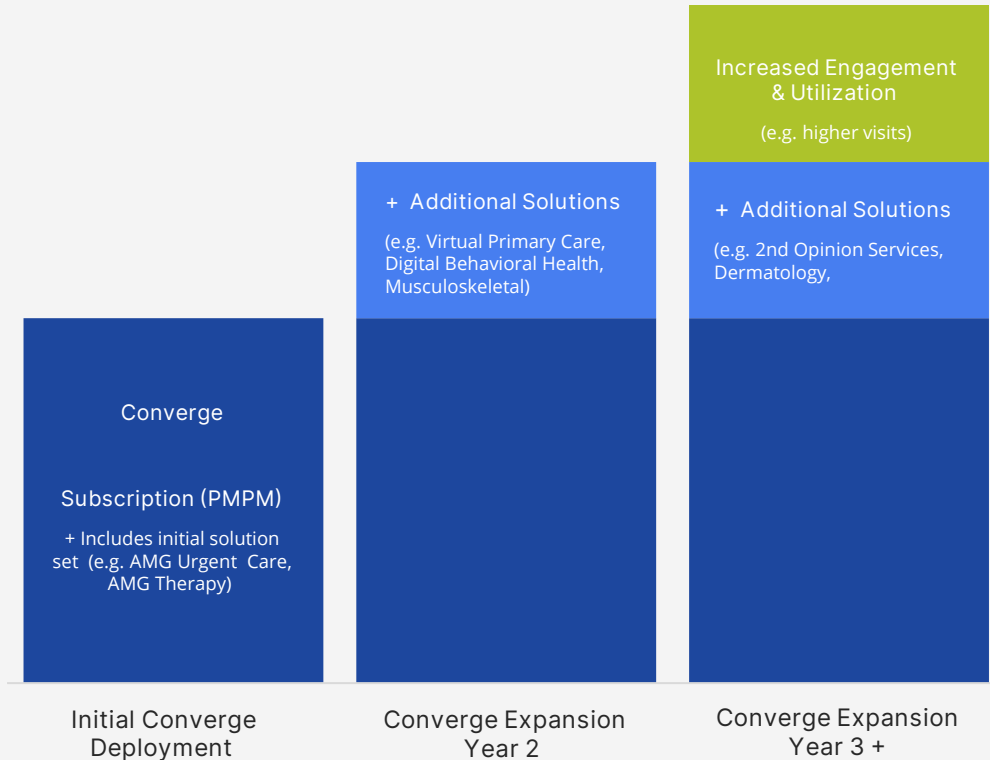 Increased Engagement
& Utilization
(e.g. higher visits)
+ Additional Solutions
(e.g. Virtual Primary Care,
Digital Behavioral Health,
Musculoskeletal)
+ Additional Solutions
(e.g. 2nd Opinion Services,
Dermatology,
Converge
Subscription (PMPM)
+ Includes initial solution
set (e.g. AMG Urgent Care,
AMG Therapy)
Initial Converge
Deployment
Converge Expansion
Year 2
Converge Expansion
Year 3 +